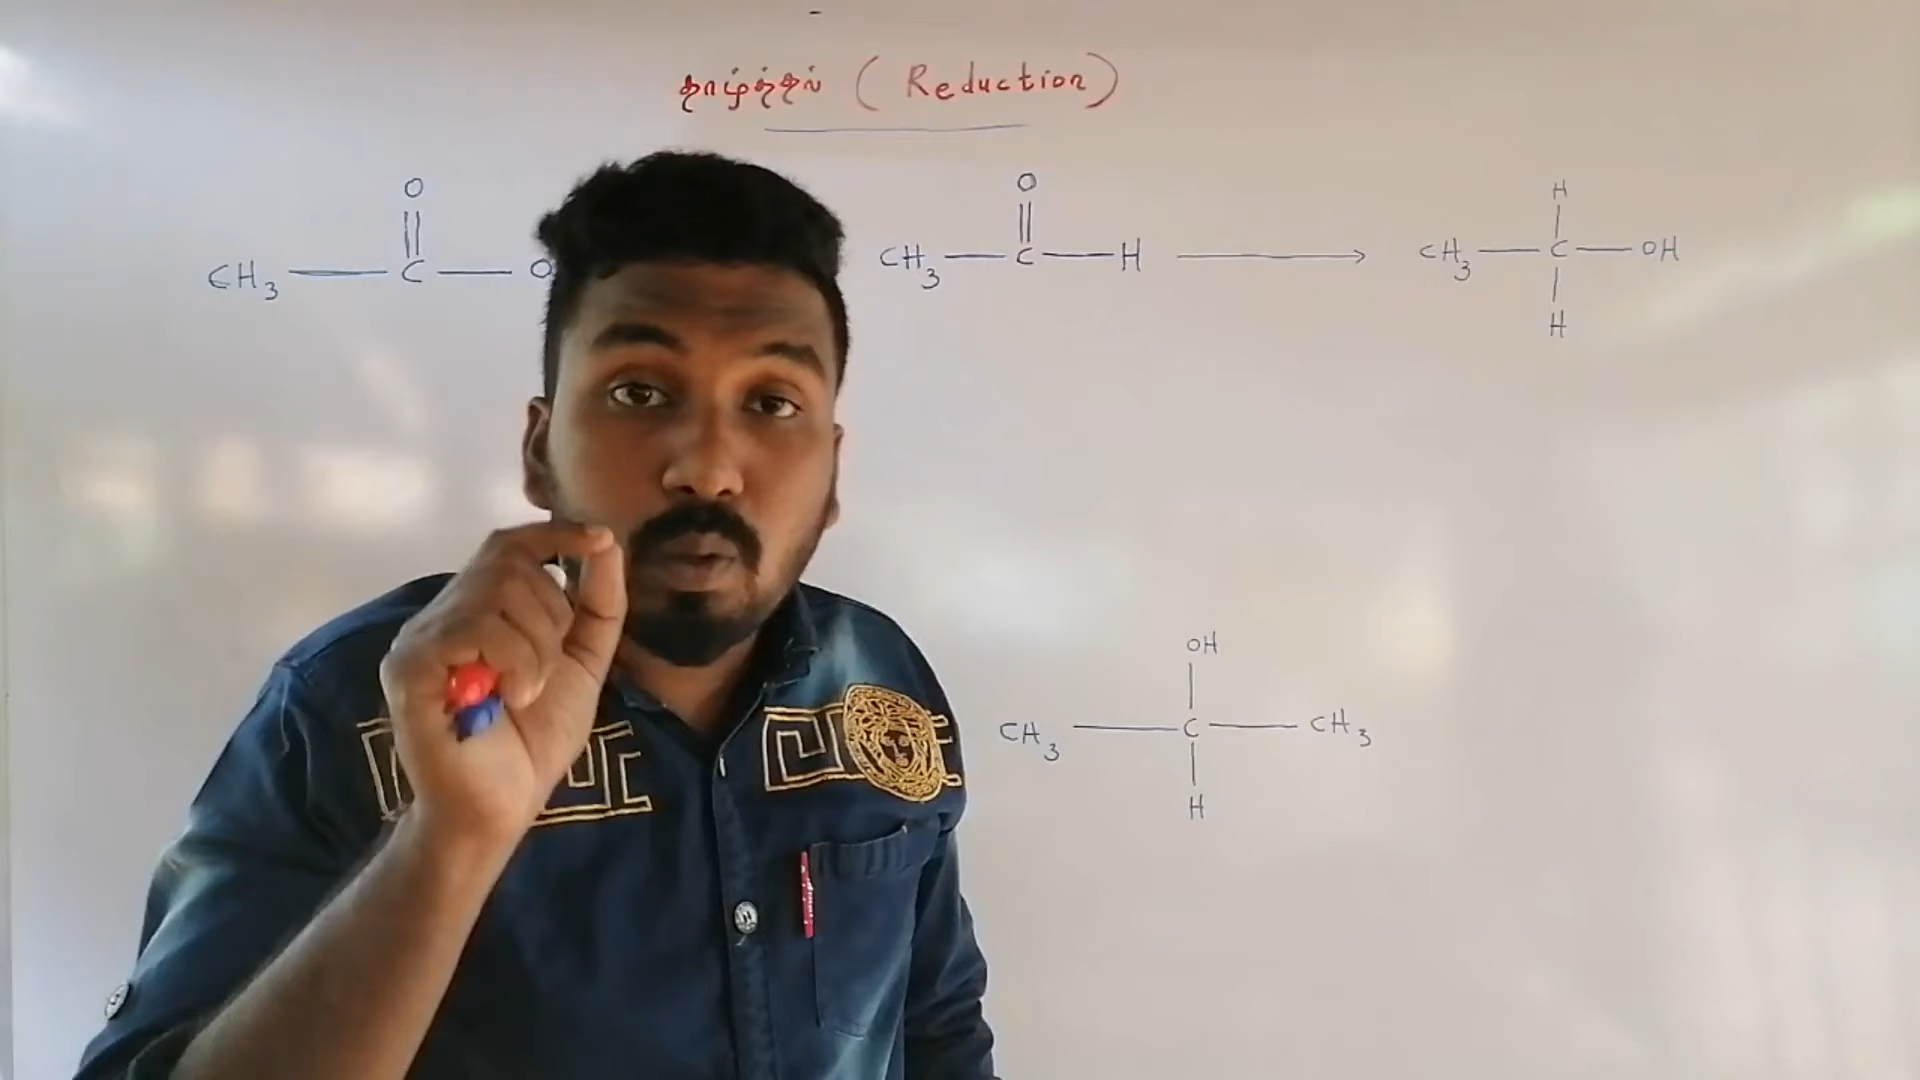 தாழ்த்தல் ( Reduction )
O
CH3 — C — O
O
CH3 — C — H → 
H
CH3 — C — OH
H
OH
CH3 — C — CH3
H